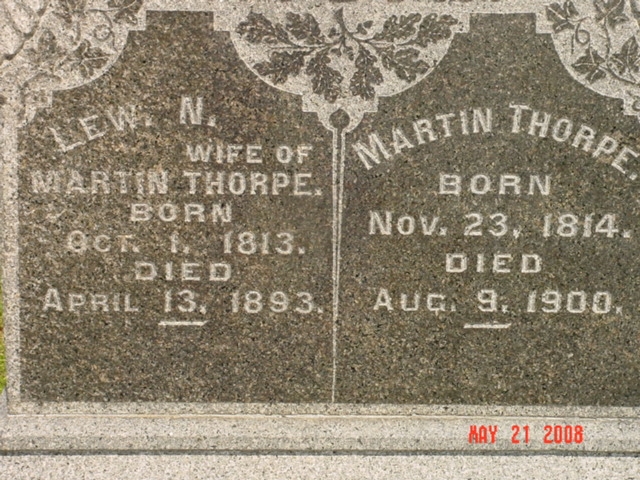 LEW. N.
WIFE OF
MARTIN THORPE.
BORN
OCT. 1. 1813.
DIED
APRIL 13, 1893.
MARTIN THORPE.
BORN
NOV. 23, 1814.
DIED
AUG. 9, 1900.
MAY 21 2008